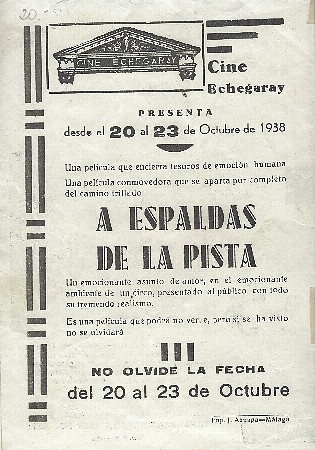 20.-
CINE ECHEGARAY
Cine
Echegaray
PRESENTA
desde el 20 al 23 de Octubre de 1938
Una película que encierra tesoros de emoción humana
Una película conmovedora que se aparta por completo
del camino trillado
A ESPALDAS
DE LA PISTA
Un emocionante asunto de amor, en el emocionante
ambiente de un circo, presentado al público con todo
su tremendo realismo.
Es una película que podrá no verse, pero si se ha visto
no se olvidará
NO OLVIDE LA FECHA
del 20 al 23 de Octubre
Imp. J. —Málaga